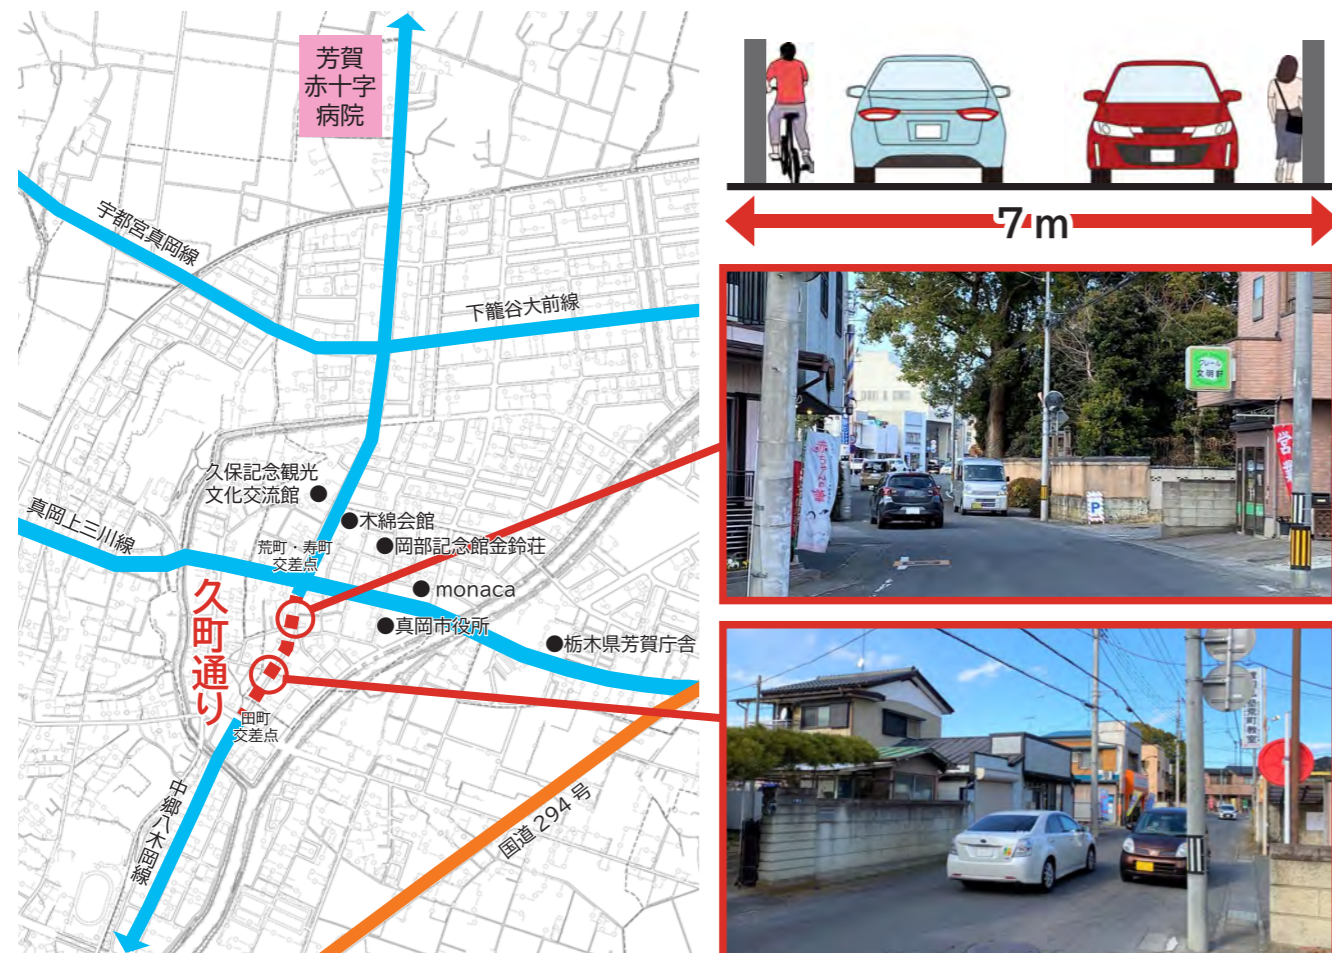 芳賀
赤十字
病院
宇都宮真岡線
下籠谷大前線
久保記念観光
文化交流館
木綿会館
岡部記念館金鈴荘
荒町・寿町
交差点
真岡上三川線
monaca
真岡市役所
栃木県芳賀庁舎
久町通り
田町
交差点
中郷八木岡線
国道294号
7m
文明軒
P
営業